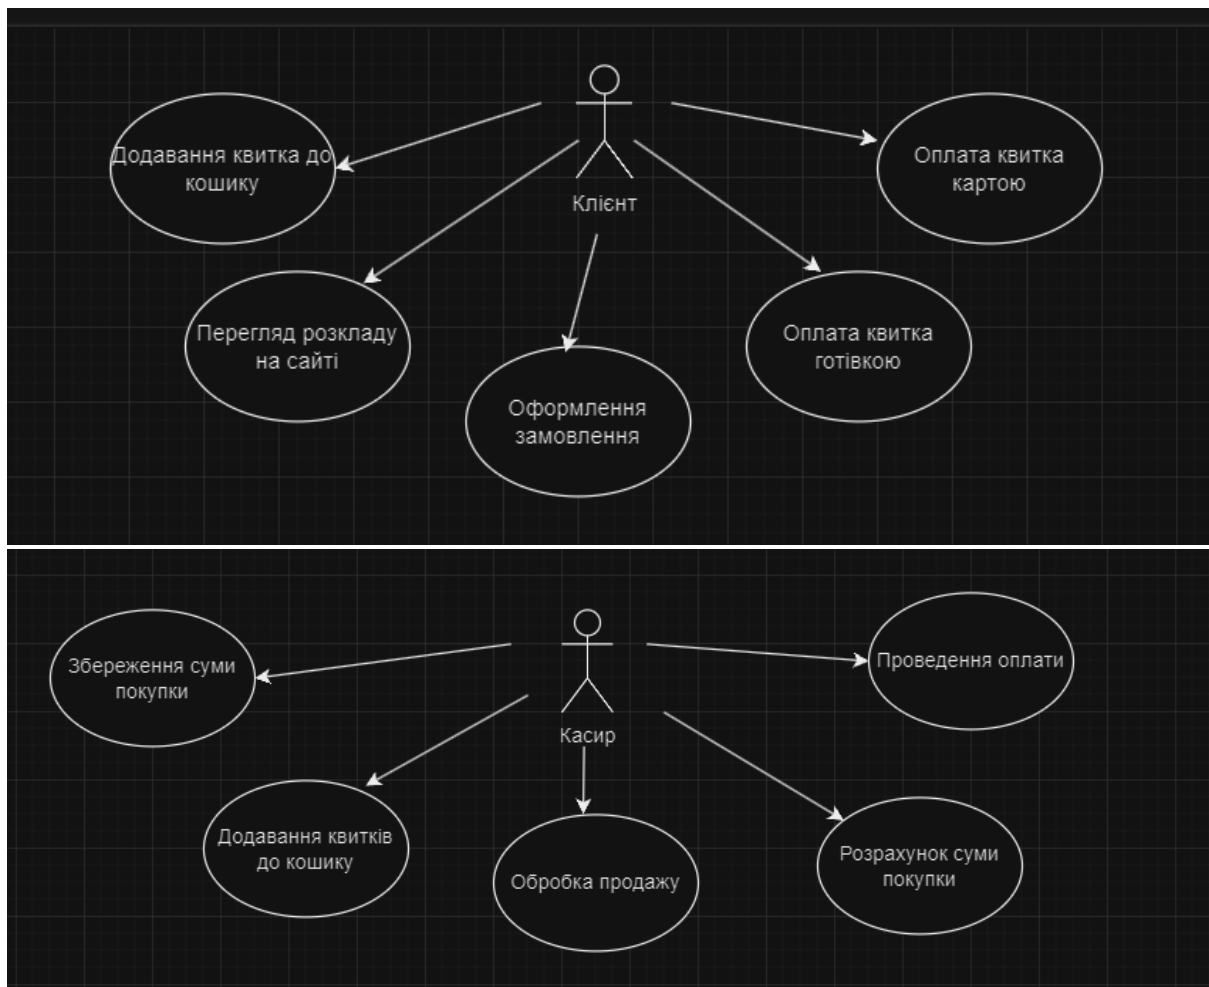 Клієнт
Додавання квитка до
кошику
Оплата квитка
картою
Перегляд розкладу
на сайті
Оплата квитка
готівкою
Оформлення
замовлення
Касир
Збереження суми
покупки
Проведення оплати
Додавання квитків
до кошику
Обробка продажу
Розрахунок суми
покупки